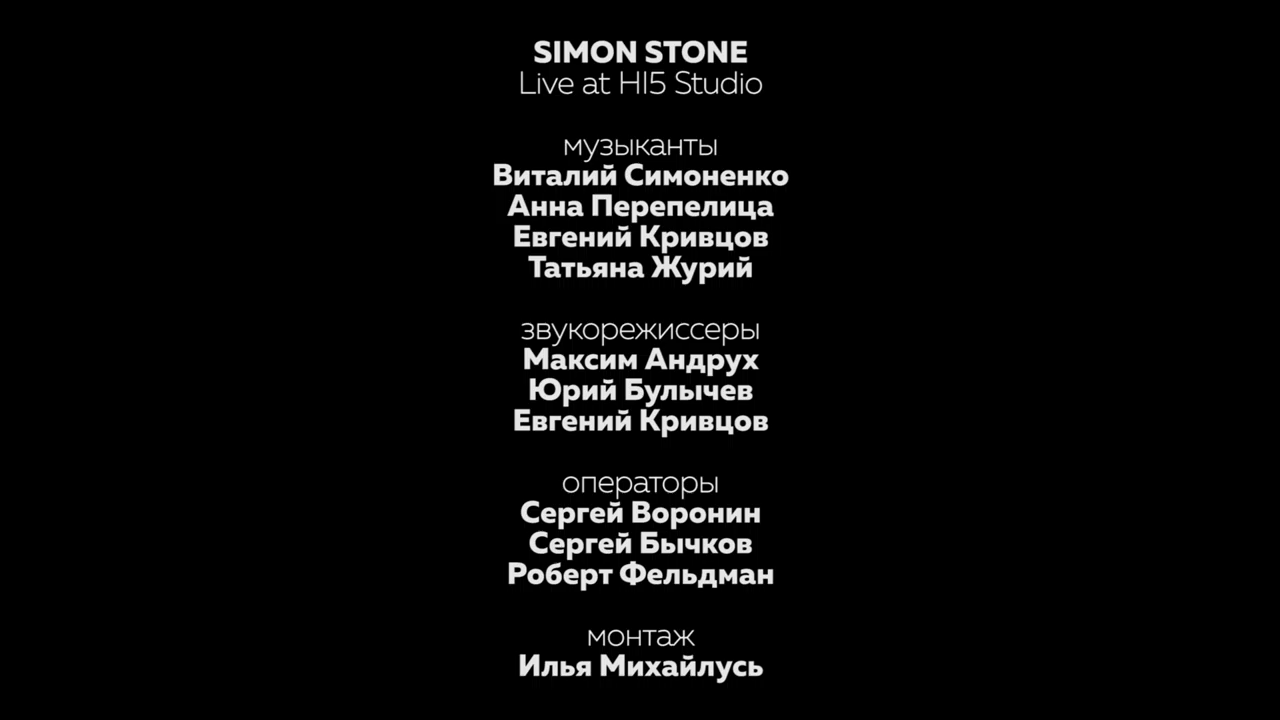 SIMON STONE
Live at HI5 Studio
музыканты
Виталий Симоненко
Анна Перепелица
Евгений Кривцов
Татьяна Журий
звукорежиссеры
Максим Андрух
Юрий Булычев
Евгений Кривцов
операторы
Сергей Воронин
Сергей Бычков
Роберт Фельдман
монтаж
Илья Михайлусь